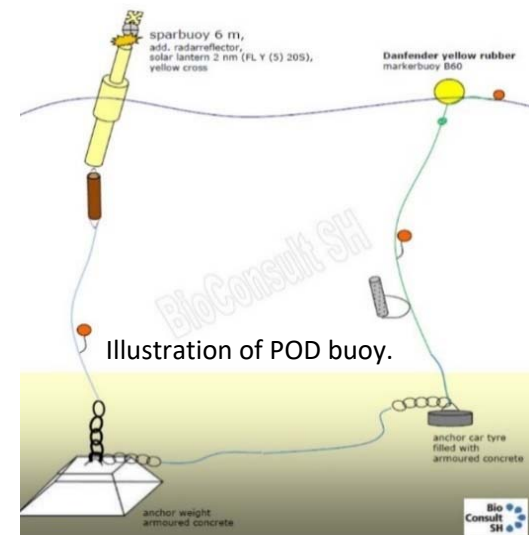 sparbuoy 6 m,
add. radarreflector,
solar lantern 2 nm (FL Y (5) 20S),
yellow cross
Danfender yellow rubber
markerbuoy B60
BioConsult SH
Illustration of POD buoy.
anchor car tyre
filled with
armoured concrete
anchor weight
armoured concrete
Bio
Consult
SH